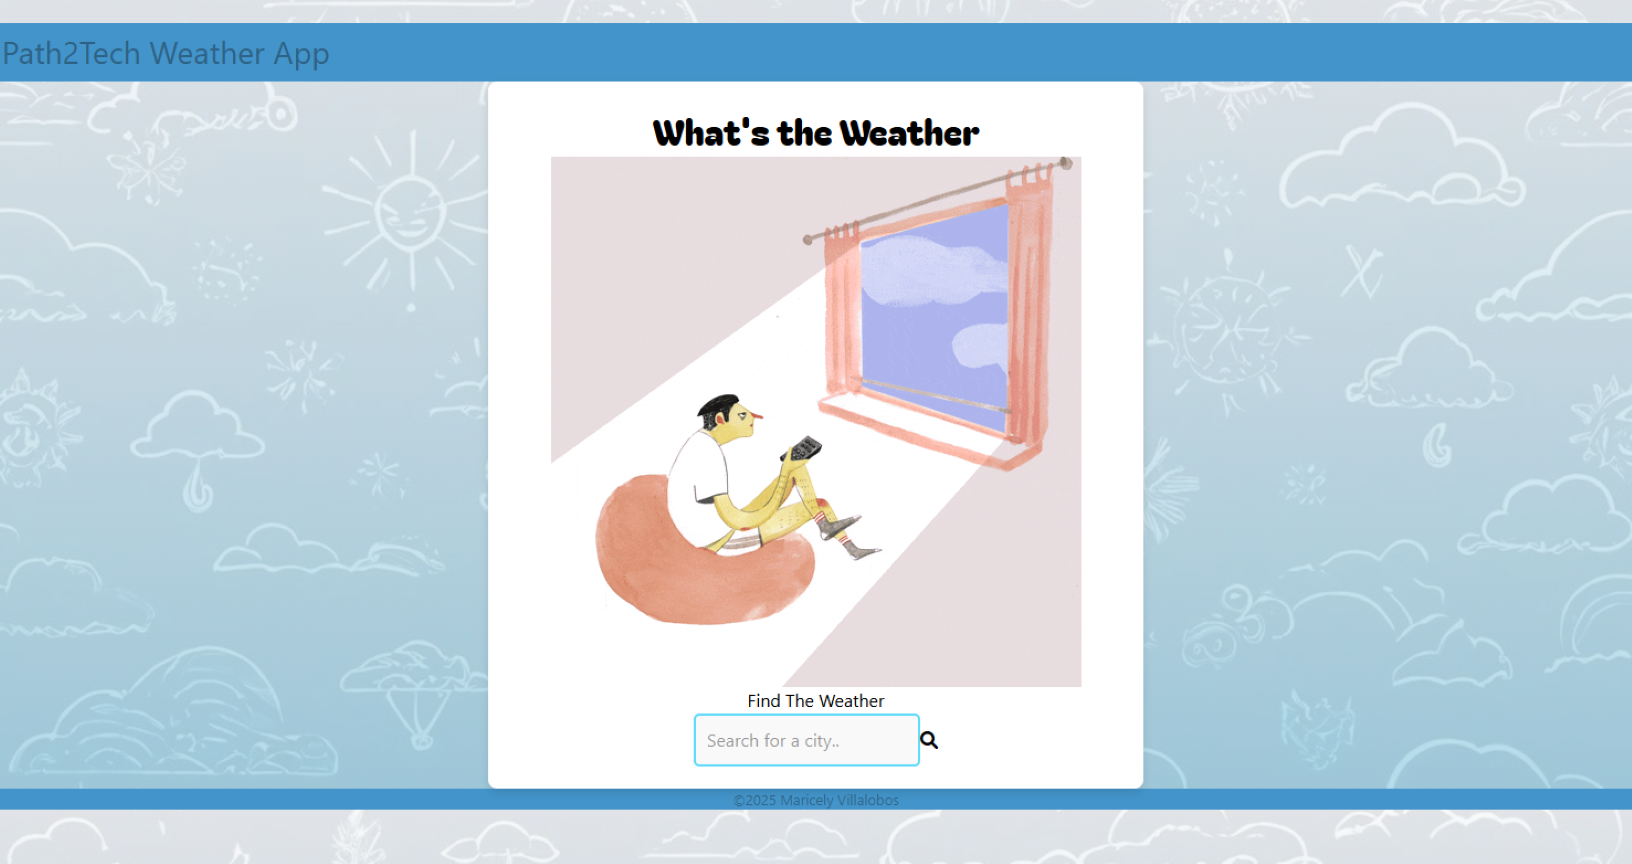 Path2Tech Weather App
What's the Weather
Find The Weather
Search for a city..
©2025 Maricely Villalobos